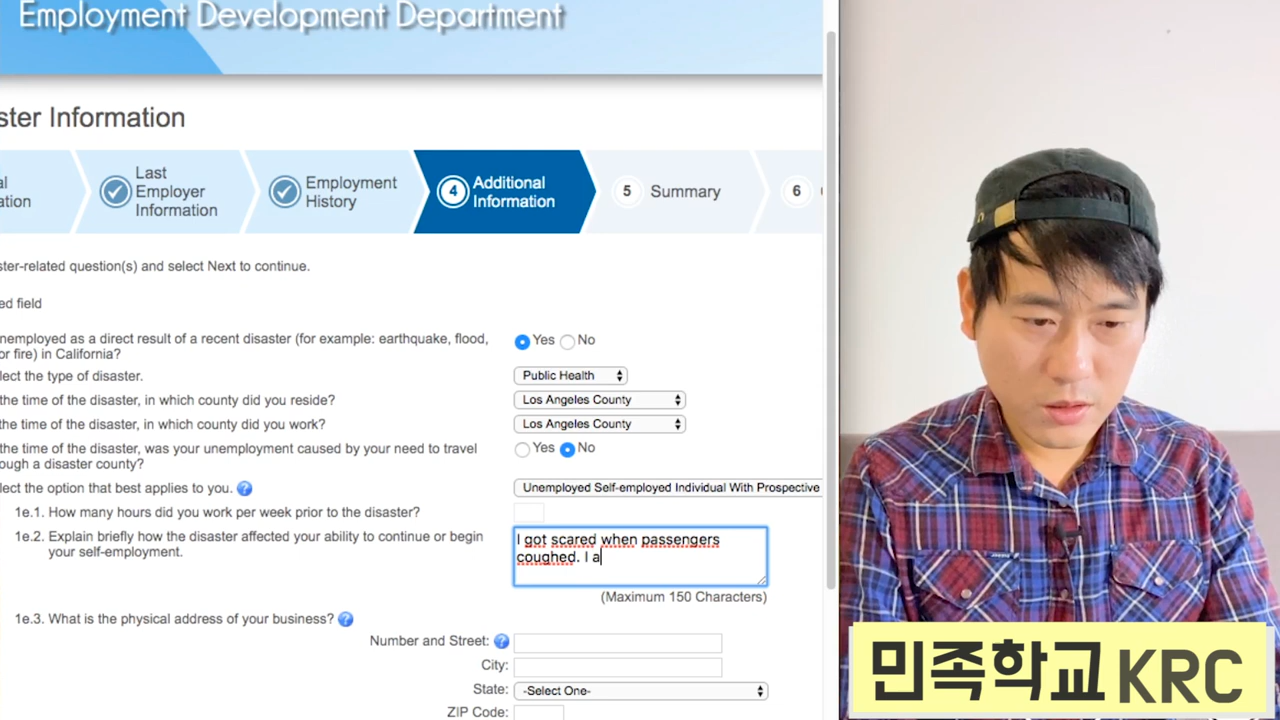 Employment Development Department
ster Information
al
ation
Last
Employer
Information
Employment
History
4
Additional
Information
5
Summary
6
ster-related question(s) and select Next to continue.
ed field
nemployed as a direct result of a recent disaster (for example: earthquake, flood,
or fire) in California?
Yes No
lect the type of disaster.
Public Health
the time of the disaster, in which county did you reside?
Los Angeles County
the time of the disaster, in which county did you work?
Los Angeles County
the time of the disaster, was your unemployment caused by your need to travel
ough a disaster county?
Yes No
lect the option that best applies to you. ?
Unemployed Self-employed Individual With Prospective
1e.1. How many hours did you work per week prior to the disaster?
1e.2. Explain briefly how the disaster affected your ability to continue or begin
your self-employment.
I got scared when passengers
coughed. I a
(Maximum 150 Characters)
1e.3. What is the physical address of your business? ?
Number and Street: ?
City:
State:
-Select One-
ZIP Code:
민족학교 KRC